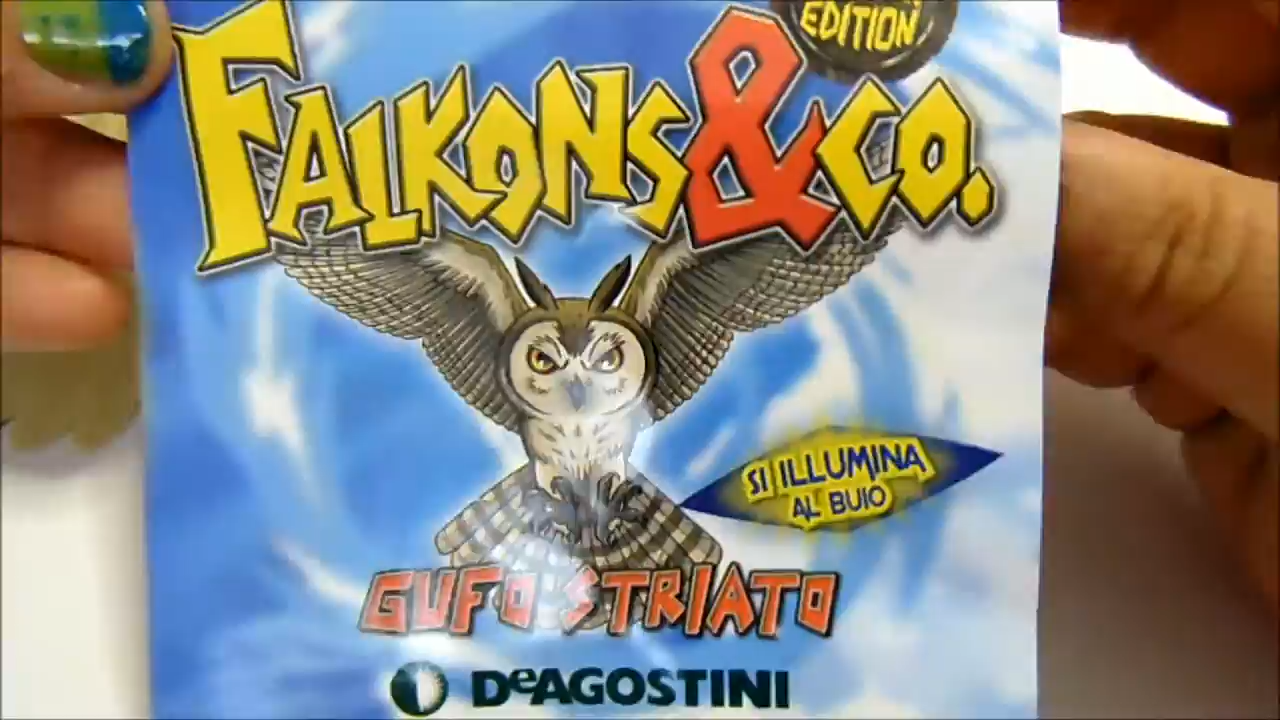 EDITION
FALKONS & CO.
SI ILLUMINA
AL BUIO
GUFO STRIATO
DeAGOSTINI